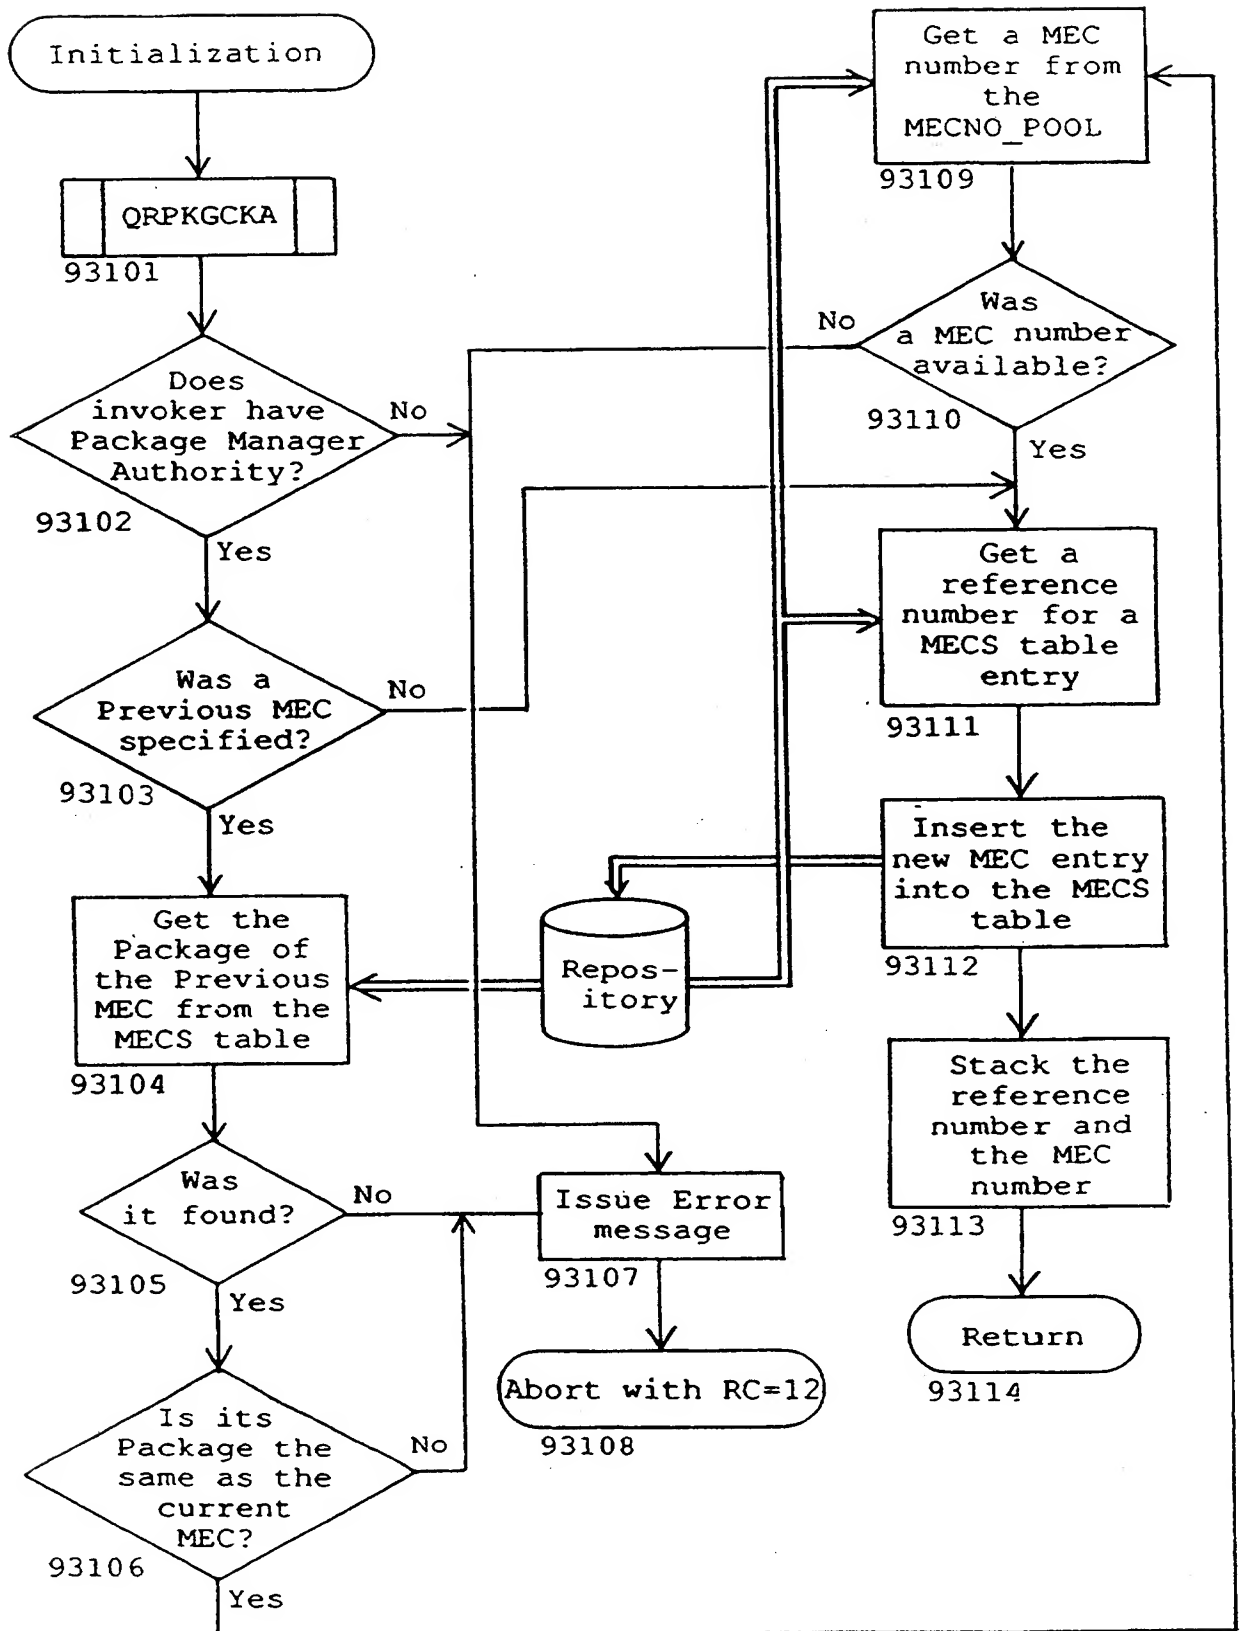 Initialization
QRPKGCKA
93101
Does
invoker have
Package Manager
Authority?
No
93102
Yes
Was a
Previous MEC
specified?
No
93103
Yes
Get the
Package of
the Previous
MEC from the
MECS table
93104
Was
it found?
No
93105
Yes
Is its
Package the
same as the
current
MEC?
No
93106
Yes
Repos-
itory
Issue Error
message
93107
Abort with RC=12
93108
Get a MEC
number from
the
MECNO_POOL
93109
Was
a MEC number
available?
No
93110
Yes
Get a
reference
number for a
MECS table
entry
93111
Insert the
new MEC entry
into the MECS
table
93112
Stack the
reference
number and
the MEC
number
93113
Return
93114